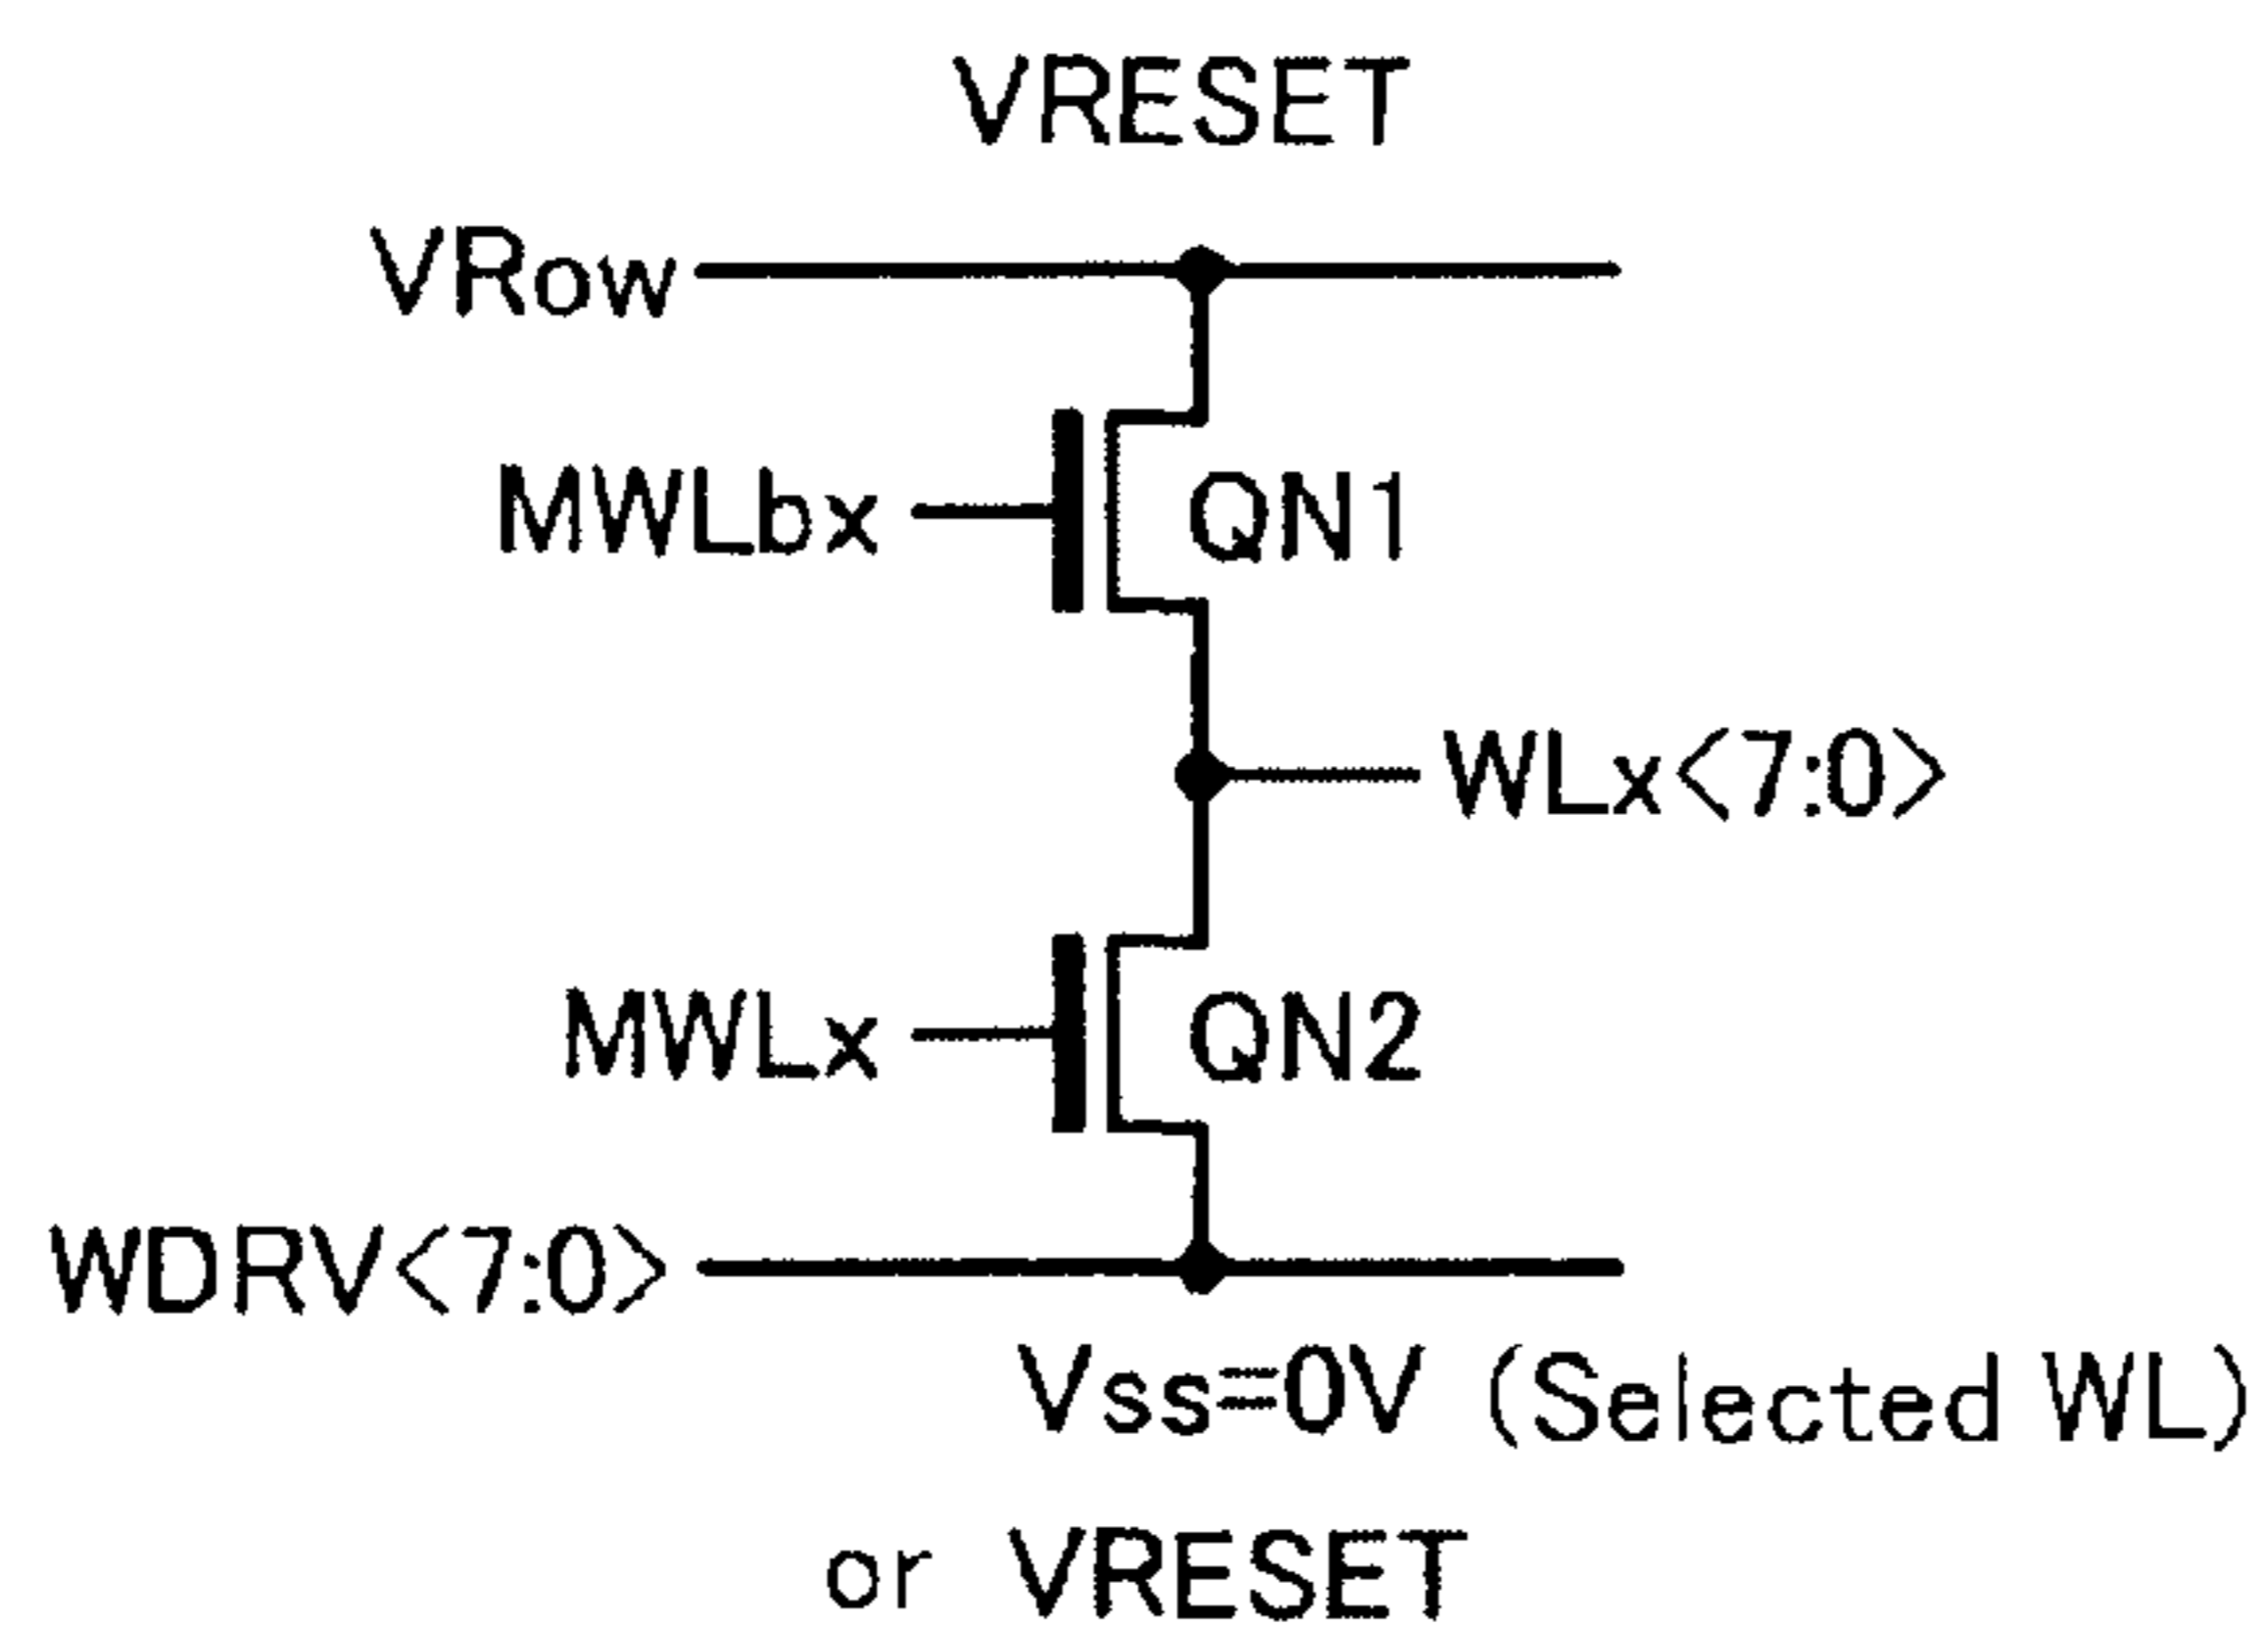 VRESET
VRow
MWLbx QN1
WLx<7:0>
MWLx QN2
WDRV<7:0>
Vss=0V (Selected WL)
or VRESET